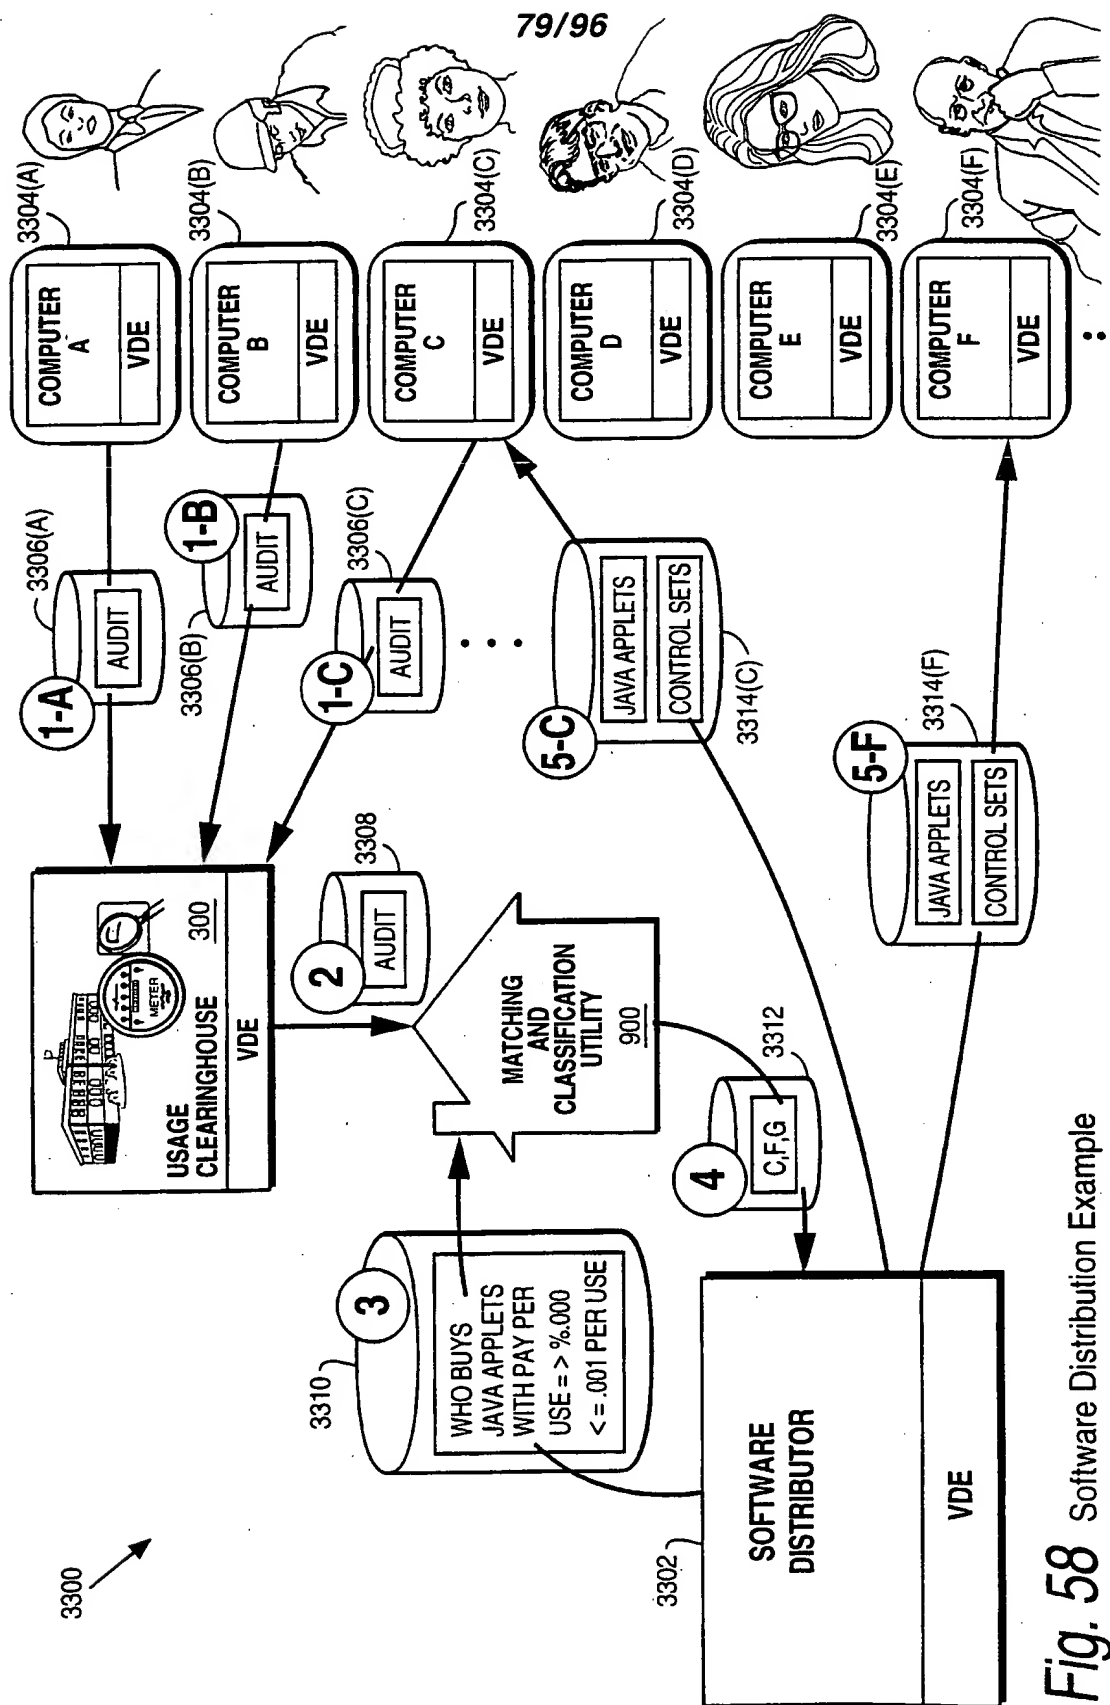 79/96
3300
3302
SOFTWARE
DISTRIBUTOR
VDE
3310
3
WHO BUYS
JAVA APPLETS
WITH PAY PER
USE = > %.000
< = .001 PER USE
USAGE
CLEARINGHOUSE
300
METER
VDE
2
3308
AUDIT
MATCHING
AND
CLASSIFICATION
UTILITY
900
4
3312
C,F,G
1-A
3306(A)
AUDIT
1-B
3306(B)
AUDIT
1-C
3306(C)
AUDIT
5-C
JAVA APPLETS
CONTROL SETS
3314(C)
5-F
JAVA APPLETS
CONTROL SETS
3314(F)
COMPUTER
A
VDE
3304(A)
COMPUTER
B
VDE
3304(B)
COMPUTER
C
VDE
3304(C)
COMPUTER
D
VDE
3304(D)
COMPUTER
E
VDE
3304(E)
COMPUTER
F
VDE
3304(F)
Fig. 58 Software Distribution Example